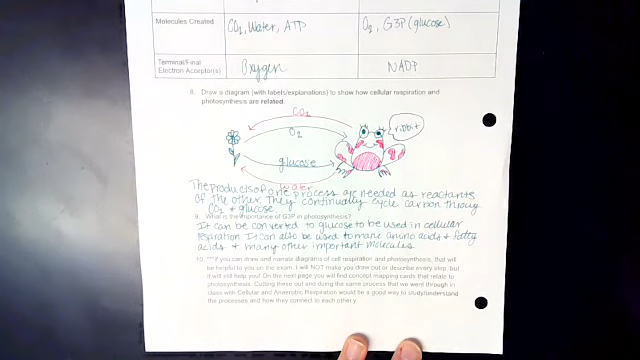 Molecules Created
CO2, Water, ATP
O2, G3P (glucose)
Terminal/Final
Electron Acceptor(s)
Oxygen
NADP
8. Draw a diagram (with labels/explanations) to show how cellular respiration and
photosynthesis are related.
CO2
O2
ribbit
glucose
water
The products of one process are needed as reactants
of the other. They continually cycle carbon through
CO2 + glucose.
9. What is the importance of G3P in photosynthesis?
It can be converted to glucose to be used in cellular
respiration. It can also be used to make amino acids + fatty
acids + many other important molecules.
10. ***If you can draw and narrate diagrams of cell respiration and photosynthesis, that will
be helpful to you on the exam. I will NOT make you draw out or describe every step, but
it will still help you! On the next page you will find concept mapping cards that relate to
photosynthesis. Cutting these out and doing the same process that we went through in
class with Cellular and Anaerobic Respiration would be a good way to study/understand
the processes and how they connect to each other y